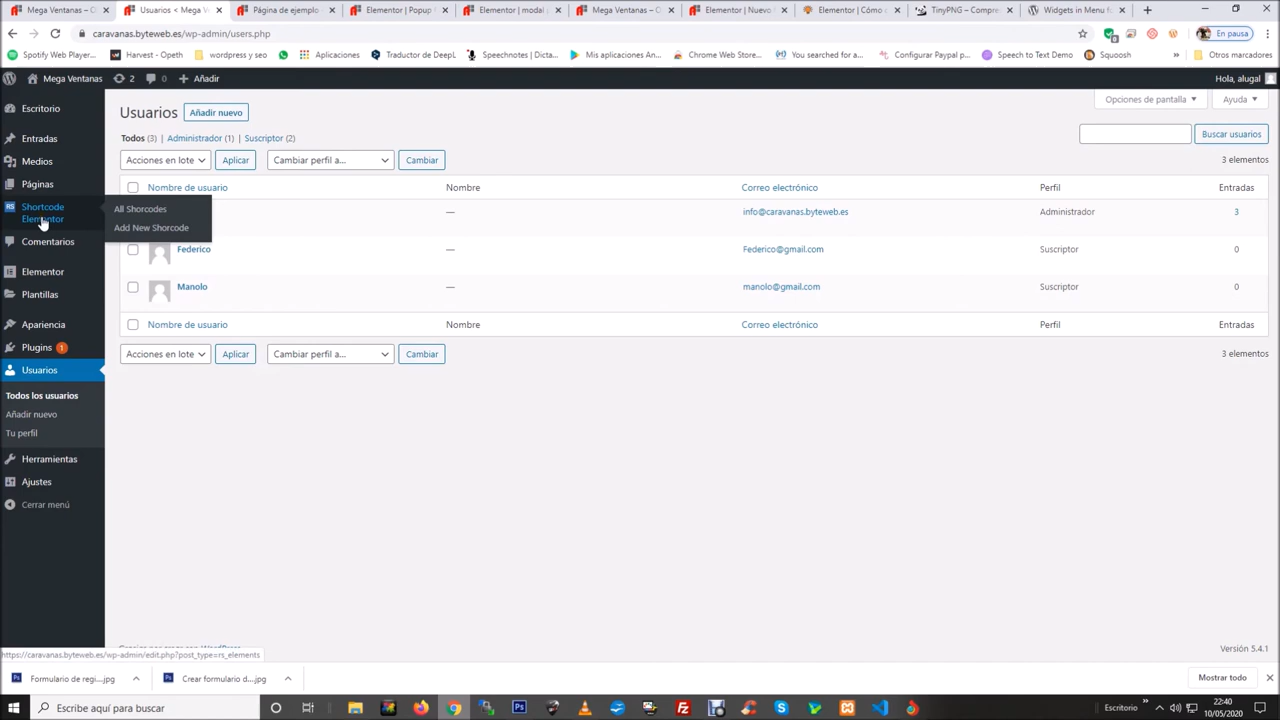 Mega Ventanas – O
Usuarios < Mega V
Página de ejemplo
Elementor | Popup f
Elementor | modal
Mega Ventanas – O
Elementor | Nuevo
Elementor | Cómo
TinyPNG – Compre
Widgets in Menu fo
caravanas.byteweb.es/wp-admin/users.php
En pausa
Spotify Web Player...
Harvest - Opeth
wordpress y seo
Aplicaciones
Traductor de DeepL
Speechnotes | Dicta...
Mis aplicaciones An...
Chrome Web Store...
You searched for a...
Configurar Paypal p...
Speech to Text Demo
Squoosh
»
Otros marcadores
Mega Ventanas
2
0
Añadir
Hola, alugal
Escritorio
Entradas
Medios
Páginas
RS
Shortcode
Elementor
All Shorcodes
Add New Shorcode
Comentarios
Elementor
Plantillas
Apariencia
Plugins 1
Usuarios
Todos los usuarios
Añadir nuevo
Tu perfil
Herramientas
Ajustes
Cerrar menú
Opciones de pantalla
Ayuda
Usuarios
Añadir nuevo
Todos (3) | Administrador (1) | Suscriptor (2)
Buscar usuarios
Acciones en lote
Aplicar
Cambiar perfil a...
Cambiar
3 elementos
Nombre de usuario Nombre Correo electrónico Perfil Entradas
— info@caravanas.byteweb.es Administrador 3
Federico — Federico@gmail.com Suscriptor 0
Manolo — manolo@gmail.com Suscriptor 0
Nombre de usuario Nombre Correo electrónico Perfil Entradas
Acciones en lote
Aplicar
Cambiar perfil a...
Cambiar
3 elementos
https://caravanas.byteweb.es/wp-admin/edit.php?post_type=rs_elements
Versión 5.4.1
Formulario de regi....jpg
Crear formulario d....jpg
Mostrar todo
Escribe aquí para buscar
Escritorio
»
22:40
10/05/2020